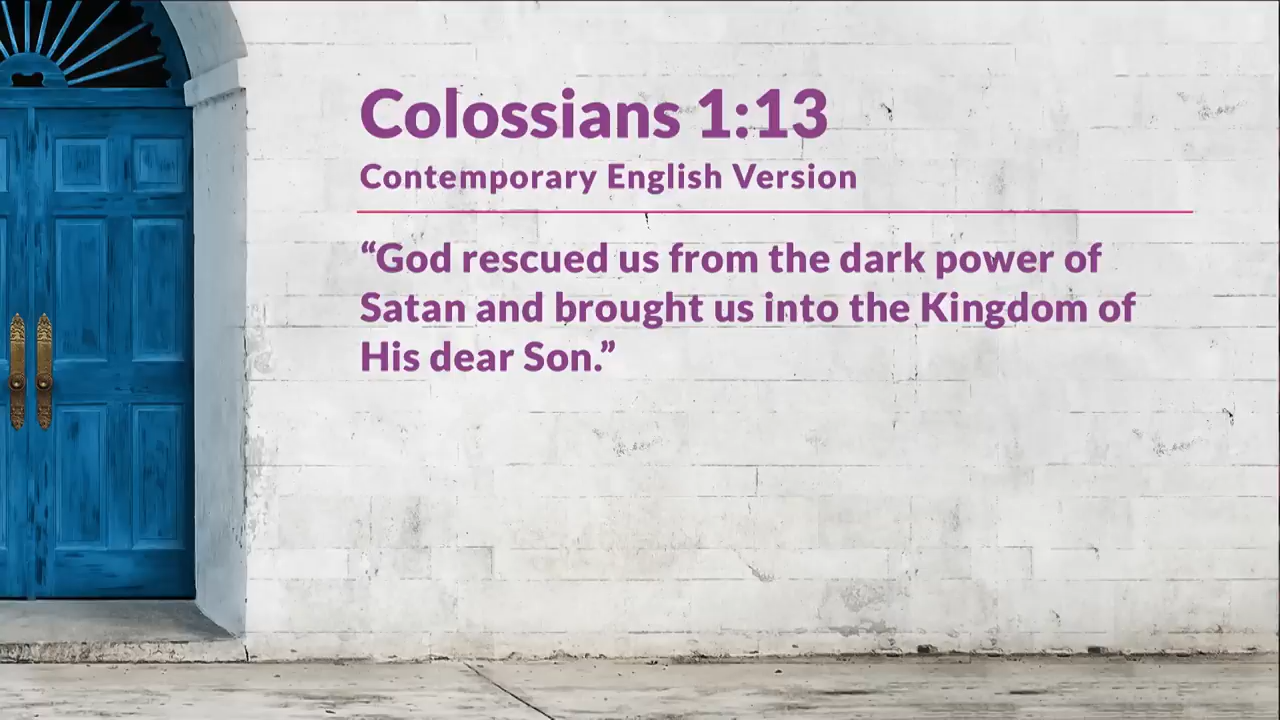 Colossians 1:13
Contemporary English Version
“God rescued us from the dark power of
Satan and brought us into the Kingdom of
His dear Son.”